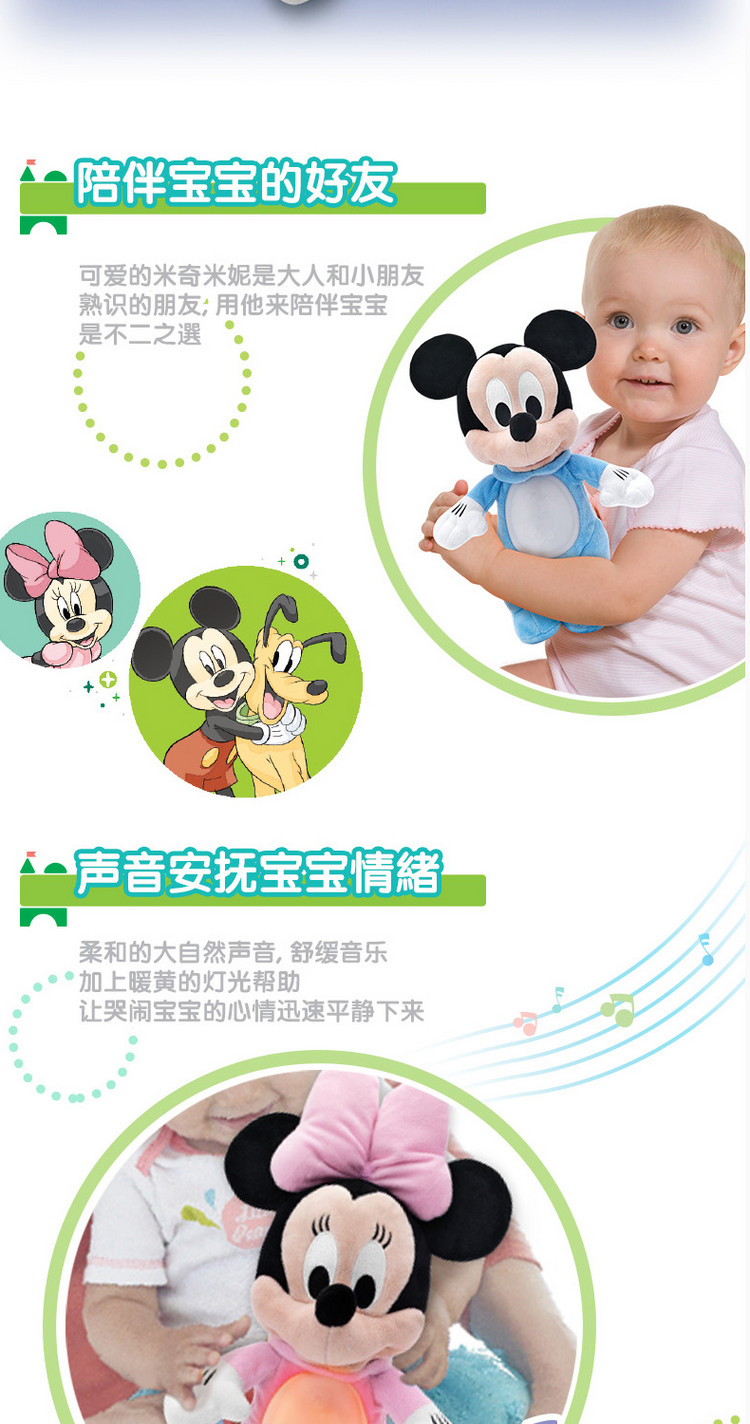 陪伴宝宝的好友
可爱的米奇米妮是大人和小朋友
熟识的朋友, 用他来陪伴宝宝
是不二之選
声音安抚宝宝情緒
柔和的大自然声音, 舒缓音乐
加上暖黄的灯光帮助
让哭闹宝宝的心情迅速平静下来